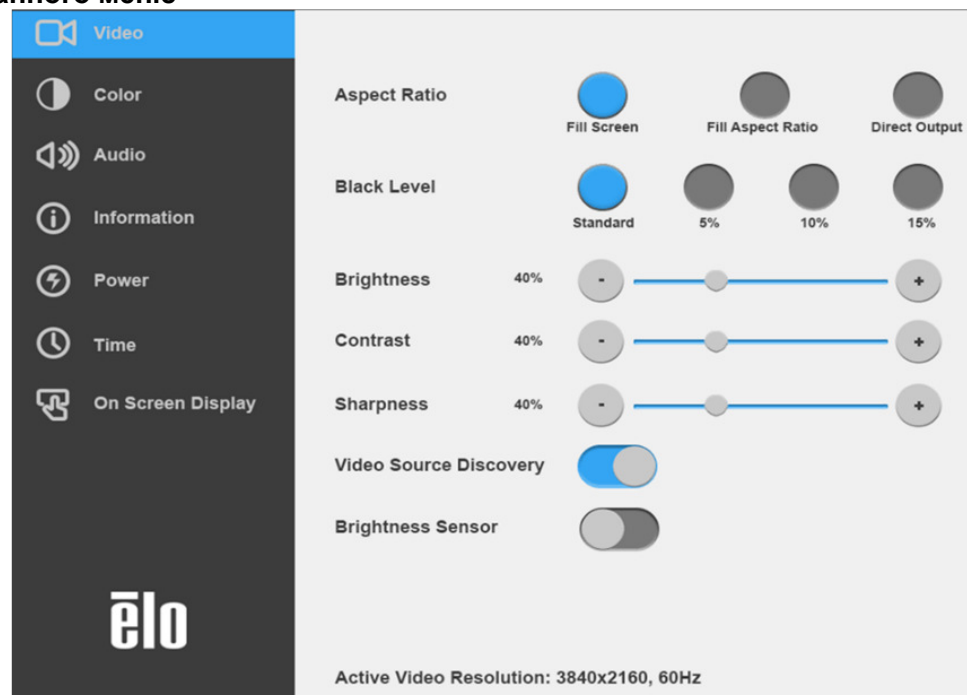 Video
Color
Audio
Information
Power
Time
On Screen Display
ēlo
Aspect Ratio
Fill Screen Fill Aspect Ratio Direct Output
Black Level
Standard 5% 10% 15%
Brightness 40% - +
Contrast 40% - +
Sharpness 40% - +
Video Source Discovery
Brightness Sensor
Active Video Resolution: 3840x2160, 60Hz